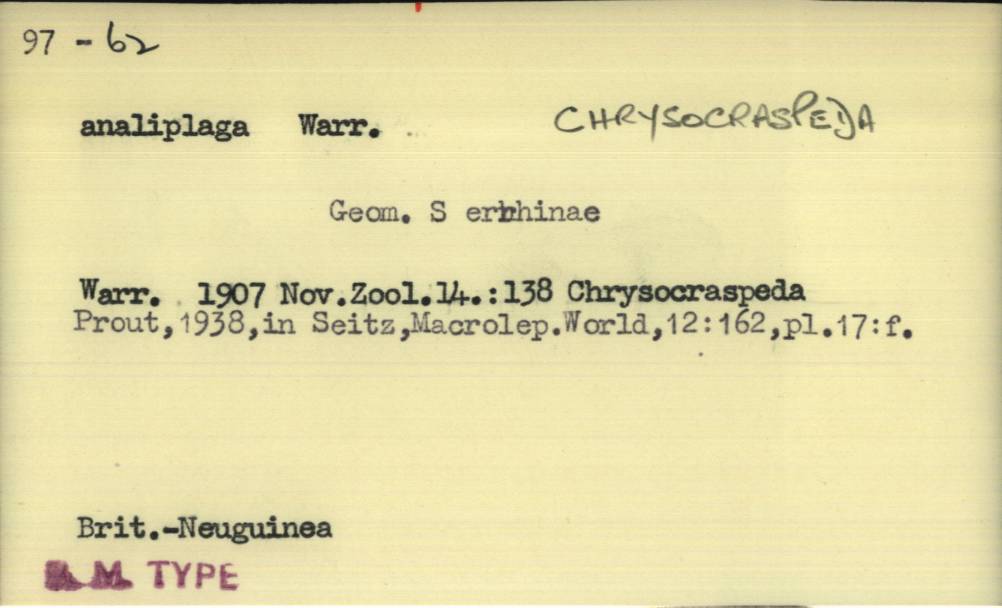 97 - 62
analiplaga Warr. CHRYSOCRASPEDA
Geom. S errhinae
Warr. 1907 Nov.Zool.14.:138 Chrysocraspeda
Prout,1938,in Seitz,Macrolep.World,12:162,pl.17:f.
Brit.-Neuguinea
B.M. TYPE